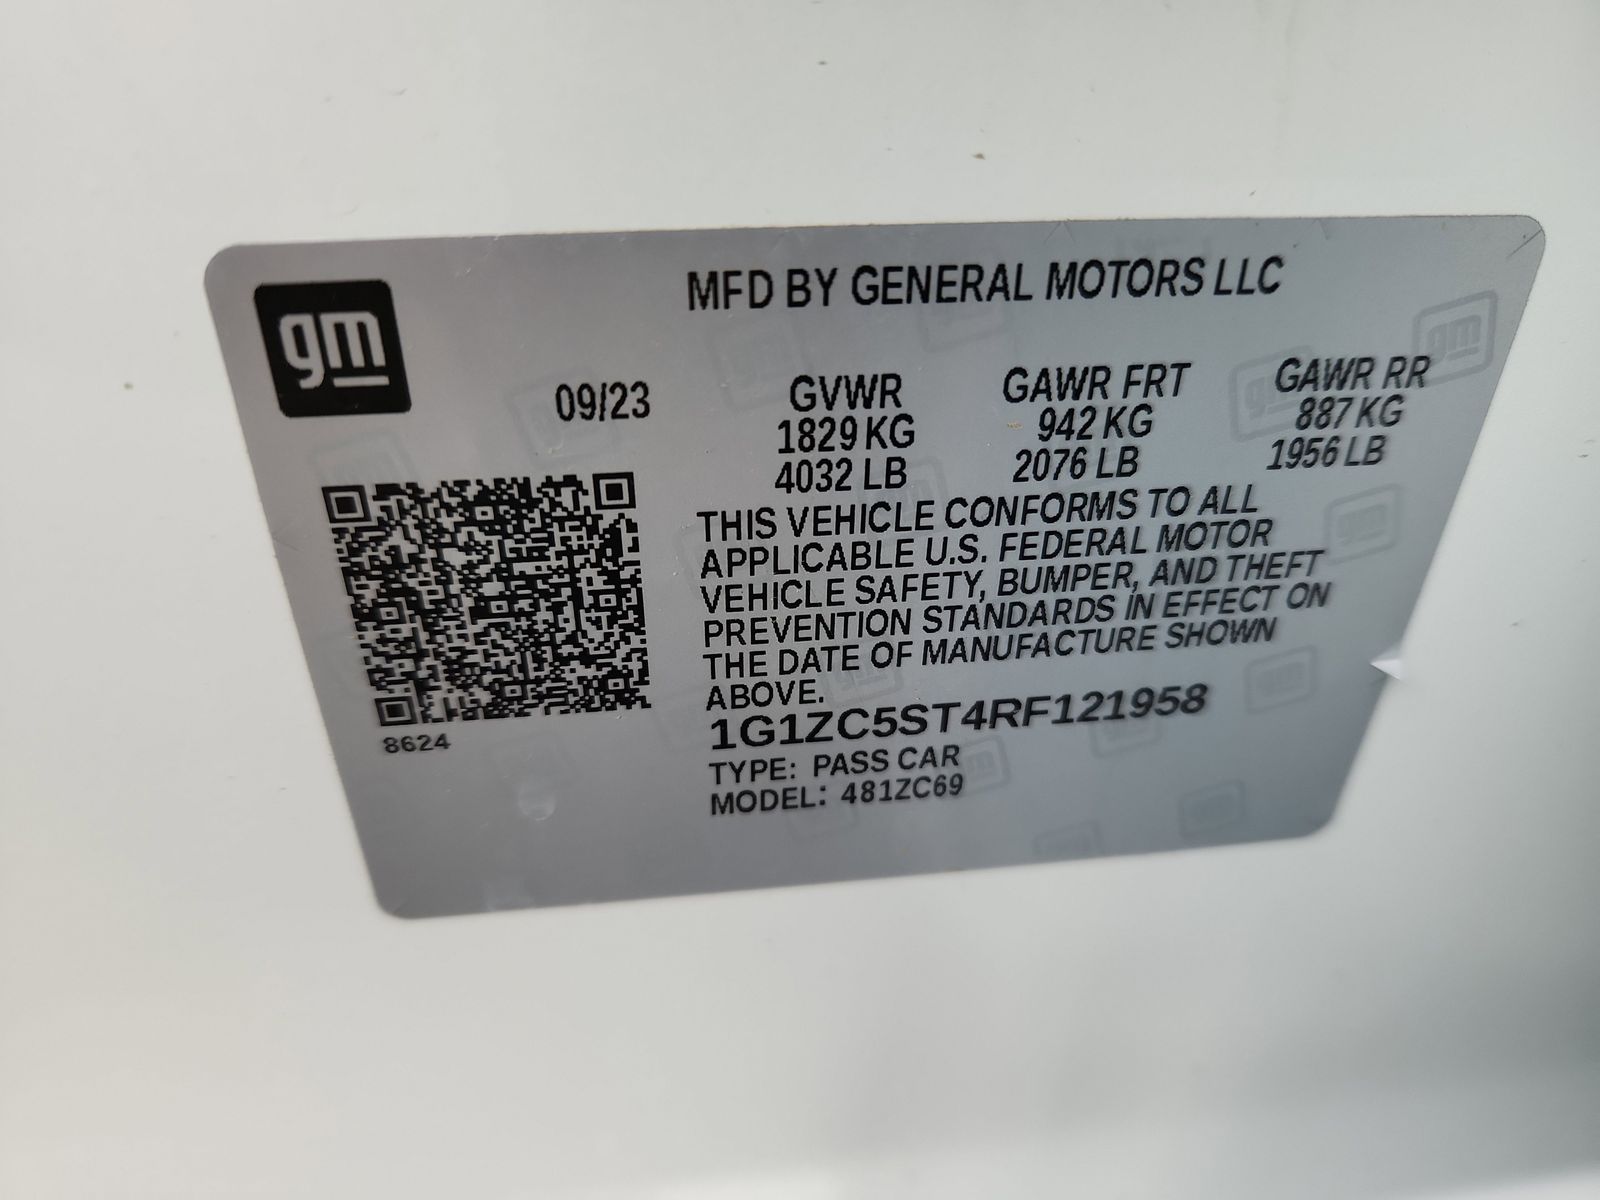 gm
MFD BY GENERAL MOTORS LLC
09/23
GVWR
1829 KG
4032 LB
GAWR FRT
942 KG
2076 LB
GAWR RR
887 KG
1956 LB
THIS VEHICLE CONFORMS TO ALL
APPLICABLE U.S. FEDERAL MOTOR
VEHICLE SAFETY, BUMPER, AND THEFT
PREVENTION STANDARDS IN EFFECT ON
THE DATE OF MANUFACTURE SHOWN
ABOVE.
8624
1G1ZC5ST4RF121958
TYPE: PASS CAR
MODEL: 481ZC69